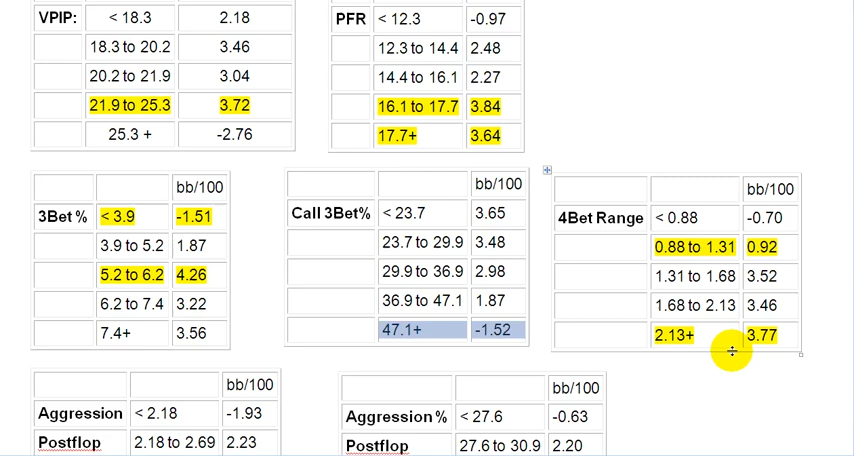 VPIP: < 18.3 2.18
18.3 to 20.2 3.46
20.2 to 21.9 3.04
21.9 to 25.3 3.72
25.3 + -2.76
PFR < 12.3 -0.97
12.3 to 14.4 2.48
14.4 to 16.1 2.27
16.1 to 17.7 3.84
17.7+ 3.64
bb/100
3Bet % < 3.9 -1.51
3.9 to 5.2 1.87
5.2 to 6.2 4.26
6.2 to 7.4 3.22
7.4+ 3.56
bb/100
Call 3Bet% < 23.7 3.65
23.7 to 29.9 3.48
29.9 to 36.9 2.98
36.9 to 47.1 1.87
47.1+ -1.52
bb/100
4Bet Range < 0.88 -0.70
0.88 to 1.31 0.92
1.31 to 1.68 3.52
1.68 to 2.13 3.46
2.13+ 3.77
bb/100
Aggression < 2.18 -1.93
Postflop 2.18 to 2.69 2.23
bb/100
Aggression % < 27.6 -0.63
Postflop 27.6 to 30.9 2.20